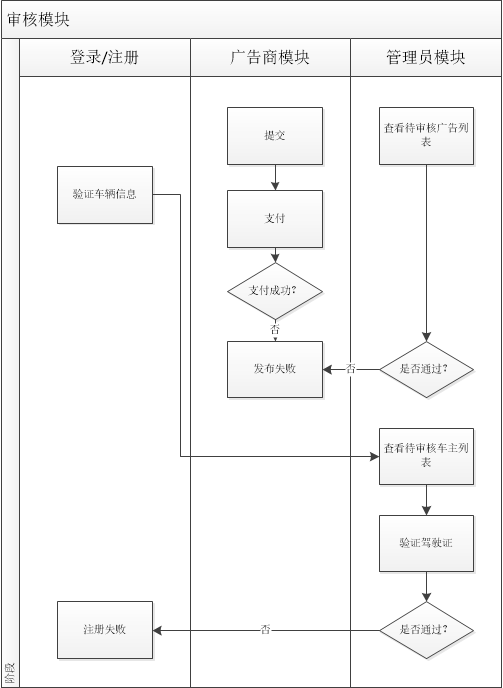 审核模块
登录/注册
广告商模块
管理员模块
提交
查看待审核广告列
表
验证车辆信息
支付
支付成功？
否
发布失败
否
是否通过？
查看待审核车主列
表
验证驾驶证
注册失败
否
是否通过？
阶段